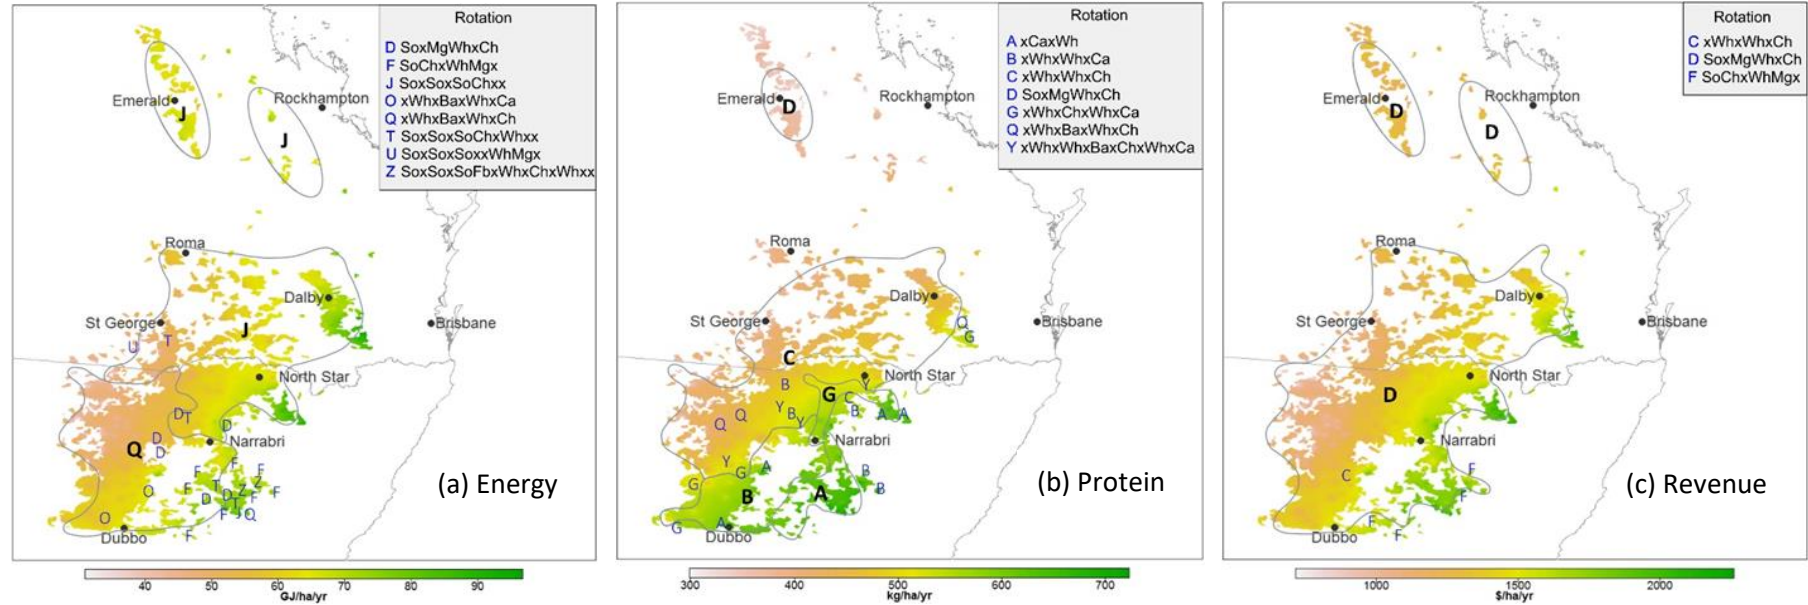 Rotation
D SoxMgWhxCh
F SoChxWhMgx
J SoxSoxSoChxx
O xWhxBaxWhxCa
Q xWhxBaxWhxCh
T SoxSoxSoChxWhxx
U SoxSoxSoxxWhMgx
Z SoxSoxSoFbxWhxChxWhxx
Emerald
J
Rockhampton
J
Roma
Dalby
St George
Brisbane
J
U T
North Star
D T
D
D
D
Narrabri
Q
(a) Energy
O
O
Dubbo
F
40 50 60 70 80 90
GJ/ha/yr
Rotation
A xCaxWh
B xWhxWhxCa
C xWhxWhxCh
D SoxMgWhxCh
G xWhxChxWhxCa
Q xWhxBaxWhxCh
Y xWhxWhxBaxChxWhxCa
Emerald
D
Rockhampton
Roma
Dalby
St George
Q
Brisbane
G
C
North Star
B
Y
G
C
Y B
B
A A
Q Q
Y
Narrabri
Y
G A
B
(b) Protein
G
B
A
B
G
A
Dubbo
300 400 500 600 700
kg/ha/yr
Rotation
C xWhxWhxCh
D SoxMgWhxCh
F SoChxWhMgx
Emerald
D
Rockhampton
D
Roma
Dalby
St George
Brisbane
North Star
D
Narrabri
C
F
(c) Revenue
F
F
F
Dubbo
1000 1500 2000
$/ha/yr